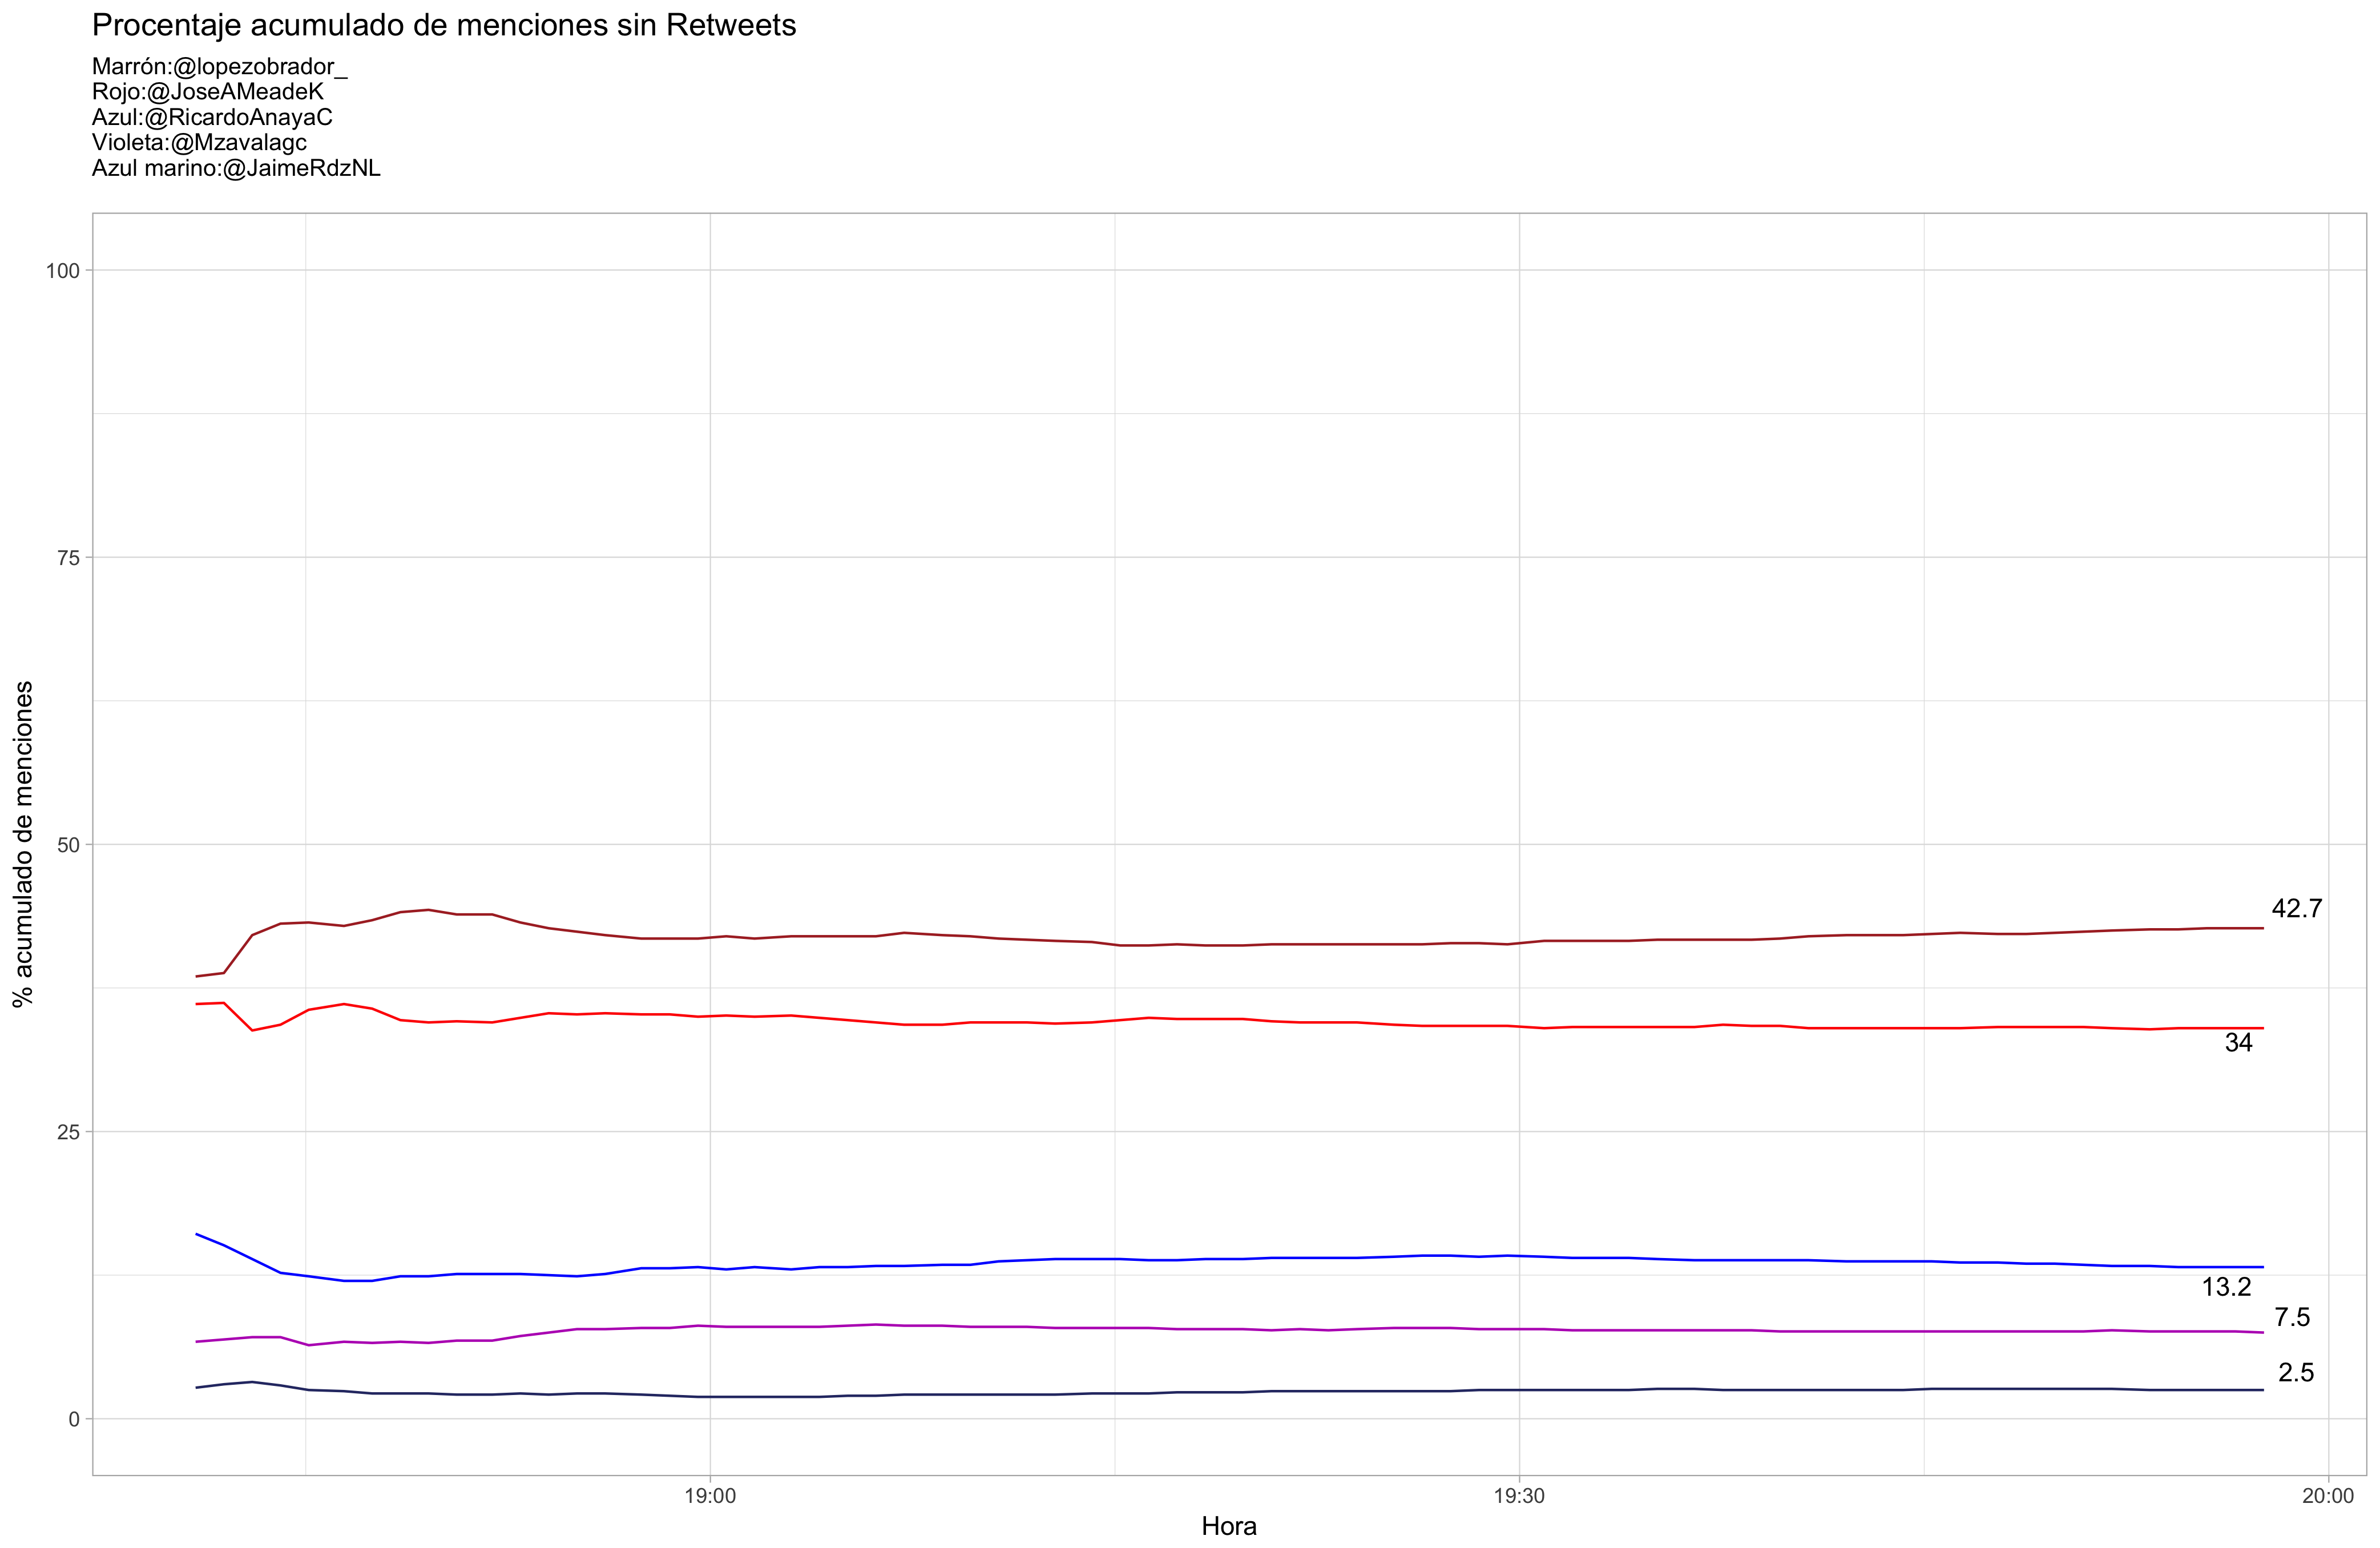 Procentaje acumulado de menciones sin Retweets
Marrón:@lopezobrador_
Rojo:@JoseAMeadeK
Azul:@RicardoAnayaC
Violeta:@Mzavalagc
Azul marino:@JaimeRdzNL
100
75
50
25
0
% acumulado de menciones
42.7
34
13.2
7.5
2.5
19:00
19:30
20:00
Hora